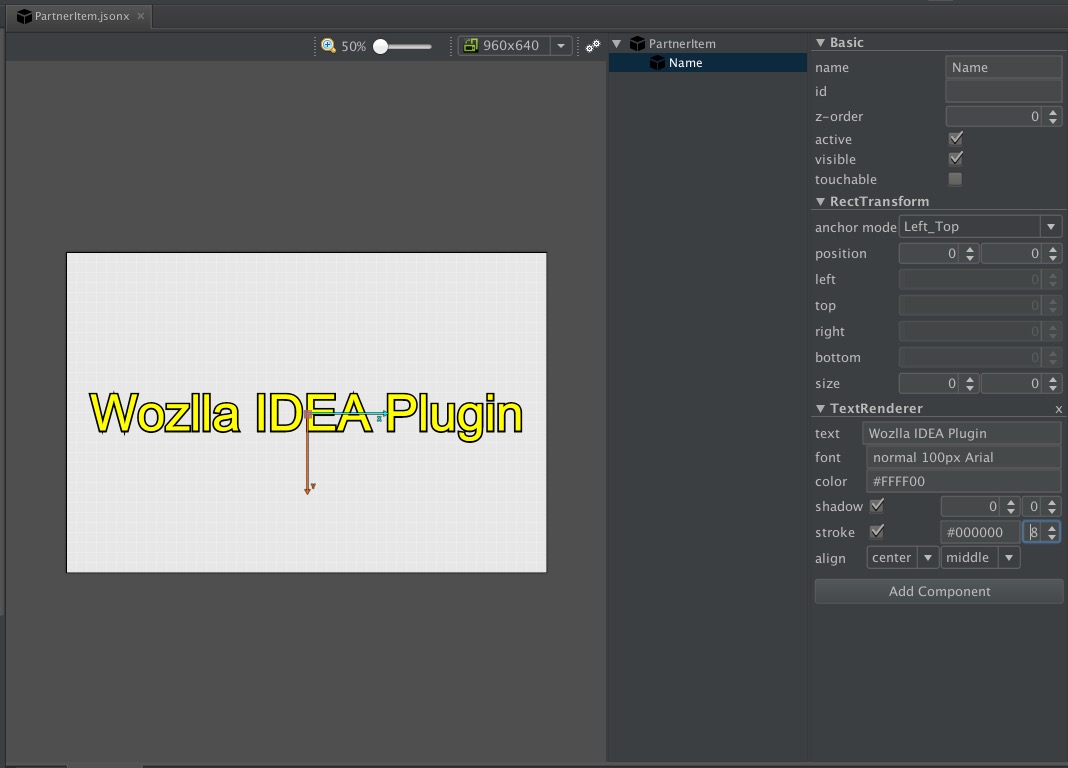 PartnerItem.jsonx
50%
960x640
PartnerItem
Name
Wozlla IDEA Plugin
X
Y
Basic
name Name
id
z-order 0
active
visible
touchable
RectTransform
anchor mode Left_Top
position 0 0
left 0
top 0
right 0
bottom 0
size 0 0
TextRenderer x
text Wozlla IDEA Plugin
font normal 100px Arial
color #FFFF00
shadow 0 0
stroke #000000 8
align center middle
Add Component